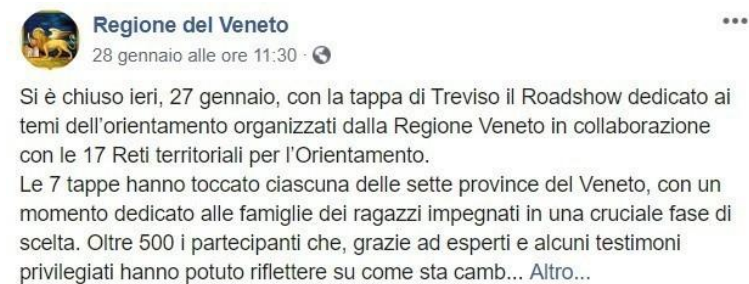 Regione del Veneto
28 gennaio alle ore 11:30 ·
Si è chiuso ieri, 27 gennaio, con la tappa di Treviso il Roadshow dedicato ai
temi dell'orientamento organizzati dalla Regione Veneto in collaborazione
con le 17 Reti territoriali per l'Orientamento.
Le 7 tappe hanno toccato ciascuna delle sette province del Veneto, con un
momento dedicato alle famiglie dei ragazzi impegnati in una cruciale fase di
scelta. Oltre 500 i partecipanti che, grazie ad esperti e alcuni testimoni
privilegiati hanno potuto riflettere su come sta camb... Altro...